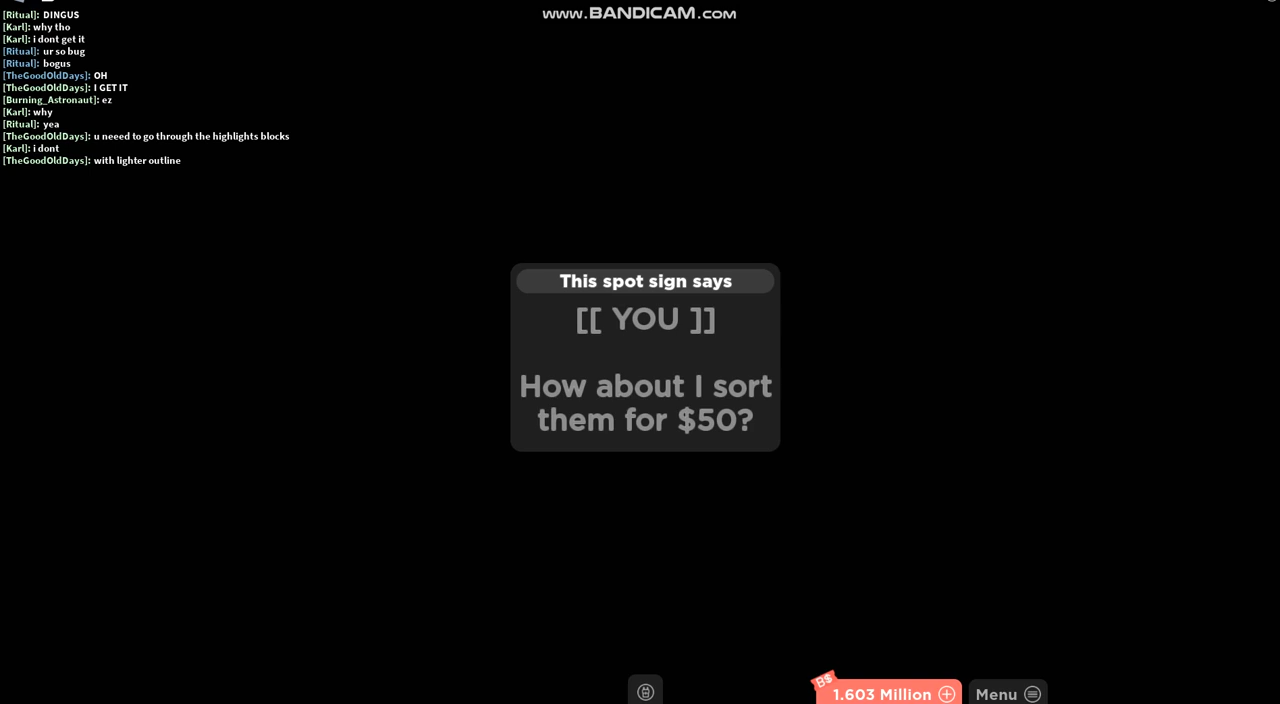 www.BANDICAM.com
[Ritual]: DINGUS
[Karl]: why tho
[Karl]: i dont get it
[Ritual]: ur so bug
[Ritual]: bogus
[TheGoodOldDays]: OH
[TheGoodOldDays]: I GET IT
[Burning_Astronaut]: ez
[Karl]: why
[Ritual]: yea
[TheGoodOldDays]: u neeed to go through the highlights blocks
[Karl]: i dont
[TheGoodOldDays]: with lighter outline
This spot sign says
[[ YOU ]]
How about I sort
them for $50?
B$
1.603 Million
Menu